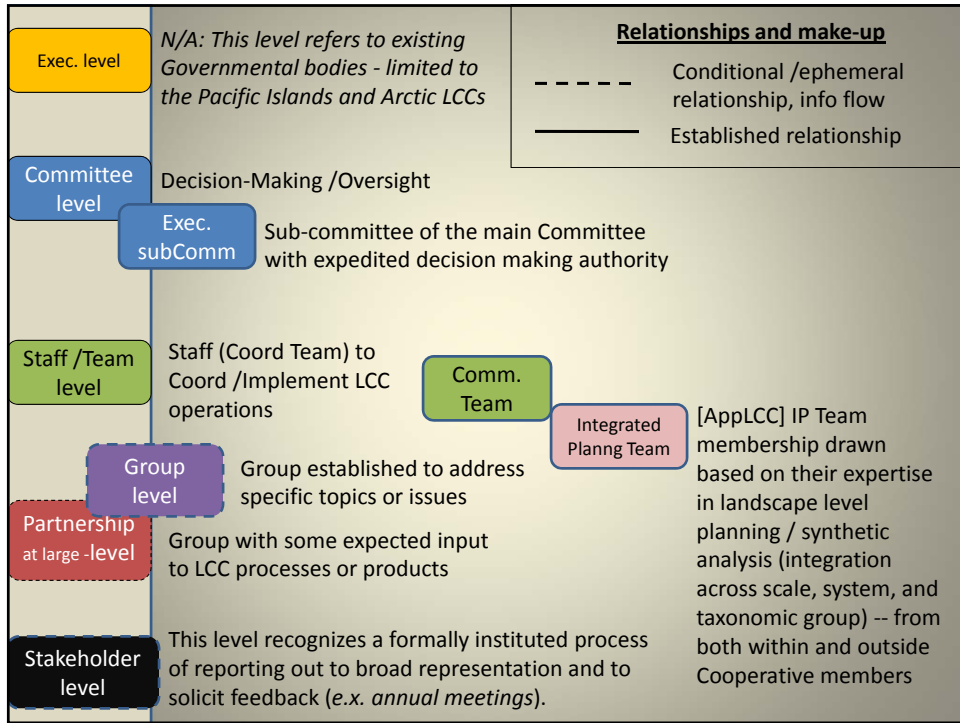 Exec. level
N/A: This level refers to existing
Governmental bodies - limited to
the Pacific Islands and Arctic LCCs
Relationships and make-up
Conditional /ephemeral
relationship, info flow
Established relationship
Committee
level
Decision-Making /Oversight
Exec.
subComm
Sub-committee of the main Committee
with expedited decision making authority
Staff /Team
level
Staff (Coord Team) to
Coord /Implement LCC
operations
Comm.
Team
Integrated
Planng Team
[AppLCC] IP Team
membership drawn
based on their expertise
in landscape level
planning / synthetic
analysis (integration
across scale, system, and
taxonomic group) -- from
both within and outside
Cooperative members
Group
level
Group established to address
specific topics or issues
Partnership
at large -level
Group with some expected input
to LCC processes or products
Stakeholder
level
This level recognizes a formally instituted process
of reporting out to broad representation and to
solicit feedback (e.x. annual meetings).